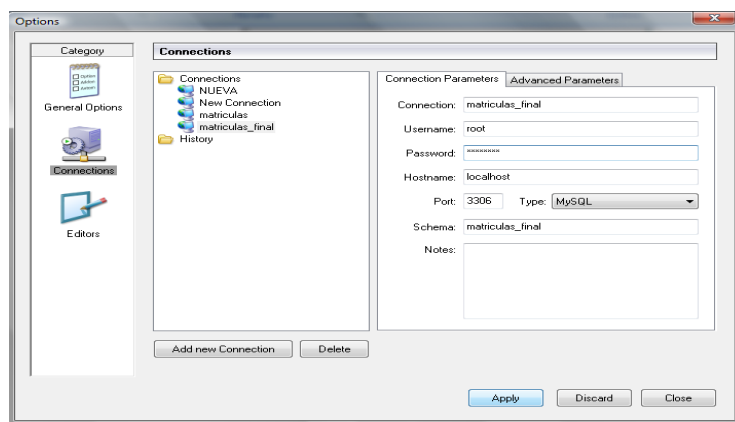 Options
Category
General Options
Connections
Editors
Connections
Connections
NUEVA
New Connection
matriculas
matriculas_final
History
Add new Connection
Delete
Connection Parameters
Advanced Parameters
Connection: matriculas_final
Username: root
Password: ********
Hostname: localhost
Port: 3306 Type: MySQL
Schema: matriculas_final
Notes:
Apply
Discard
Close